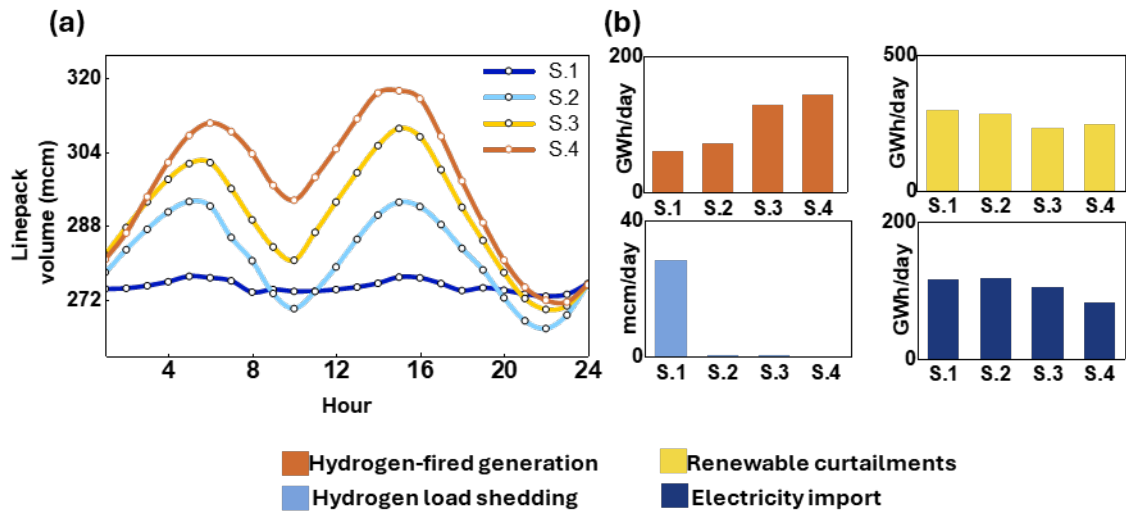 (a)
Linepack
volume (mcm)
320
304
288
272
4
8
12
16
20
24
Hour
S.1
S.2
S.3
S.4
(b)
GWh/day
200
0
S.1 S.2 S.3 S.4
GWh/day
500
0
S.1 S.2 S.3 S.4
mcm/day
40
0
S.1 S.2 S.3 S.4
GWh/day
200
0
S.1 S.2 S.3 S.4
Hydrogen-fired generation
Renewable curtailments
Hydrogen load shedding
Electricity import